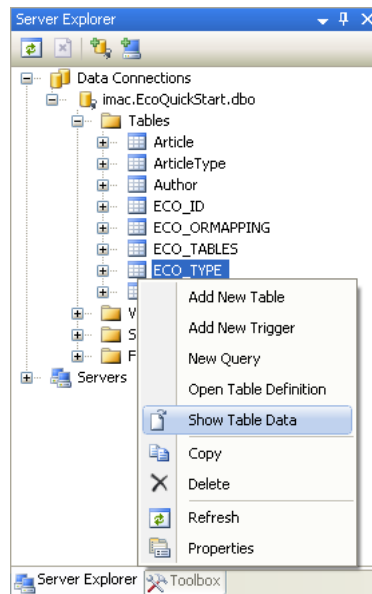 Server Explorer
Data Connections
imac.EcoQuickStart.dbo
Tables
Article
ArticleType
Author
ECO_ID
ECO_ORMAPPING
ECO_TABLES
ECO_TYPE
Add New Table
V
Add New Trigger
S
New Query
F
Servers
Open Table Definition
Show Table Data
Copy
Delete
Refresh
Properties
Server Explorer Toolbox